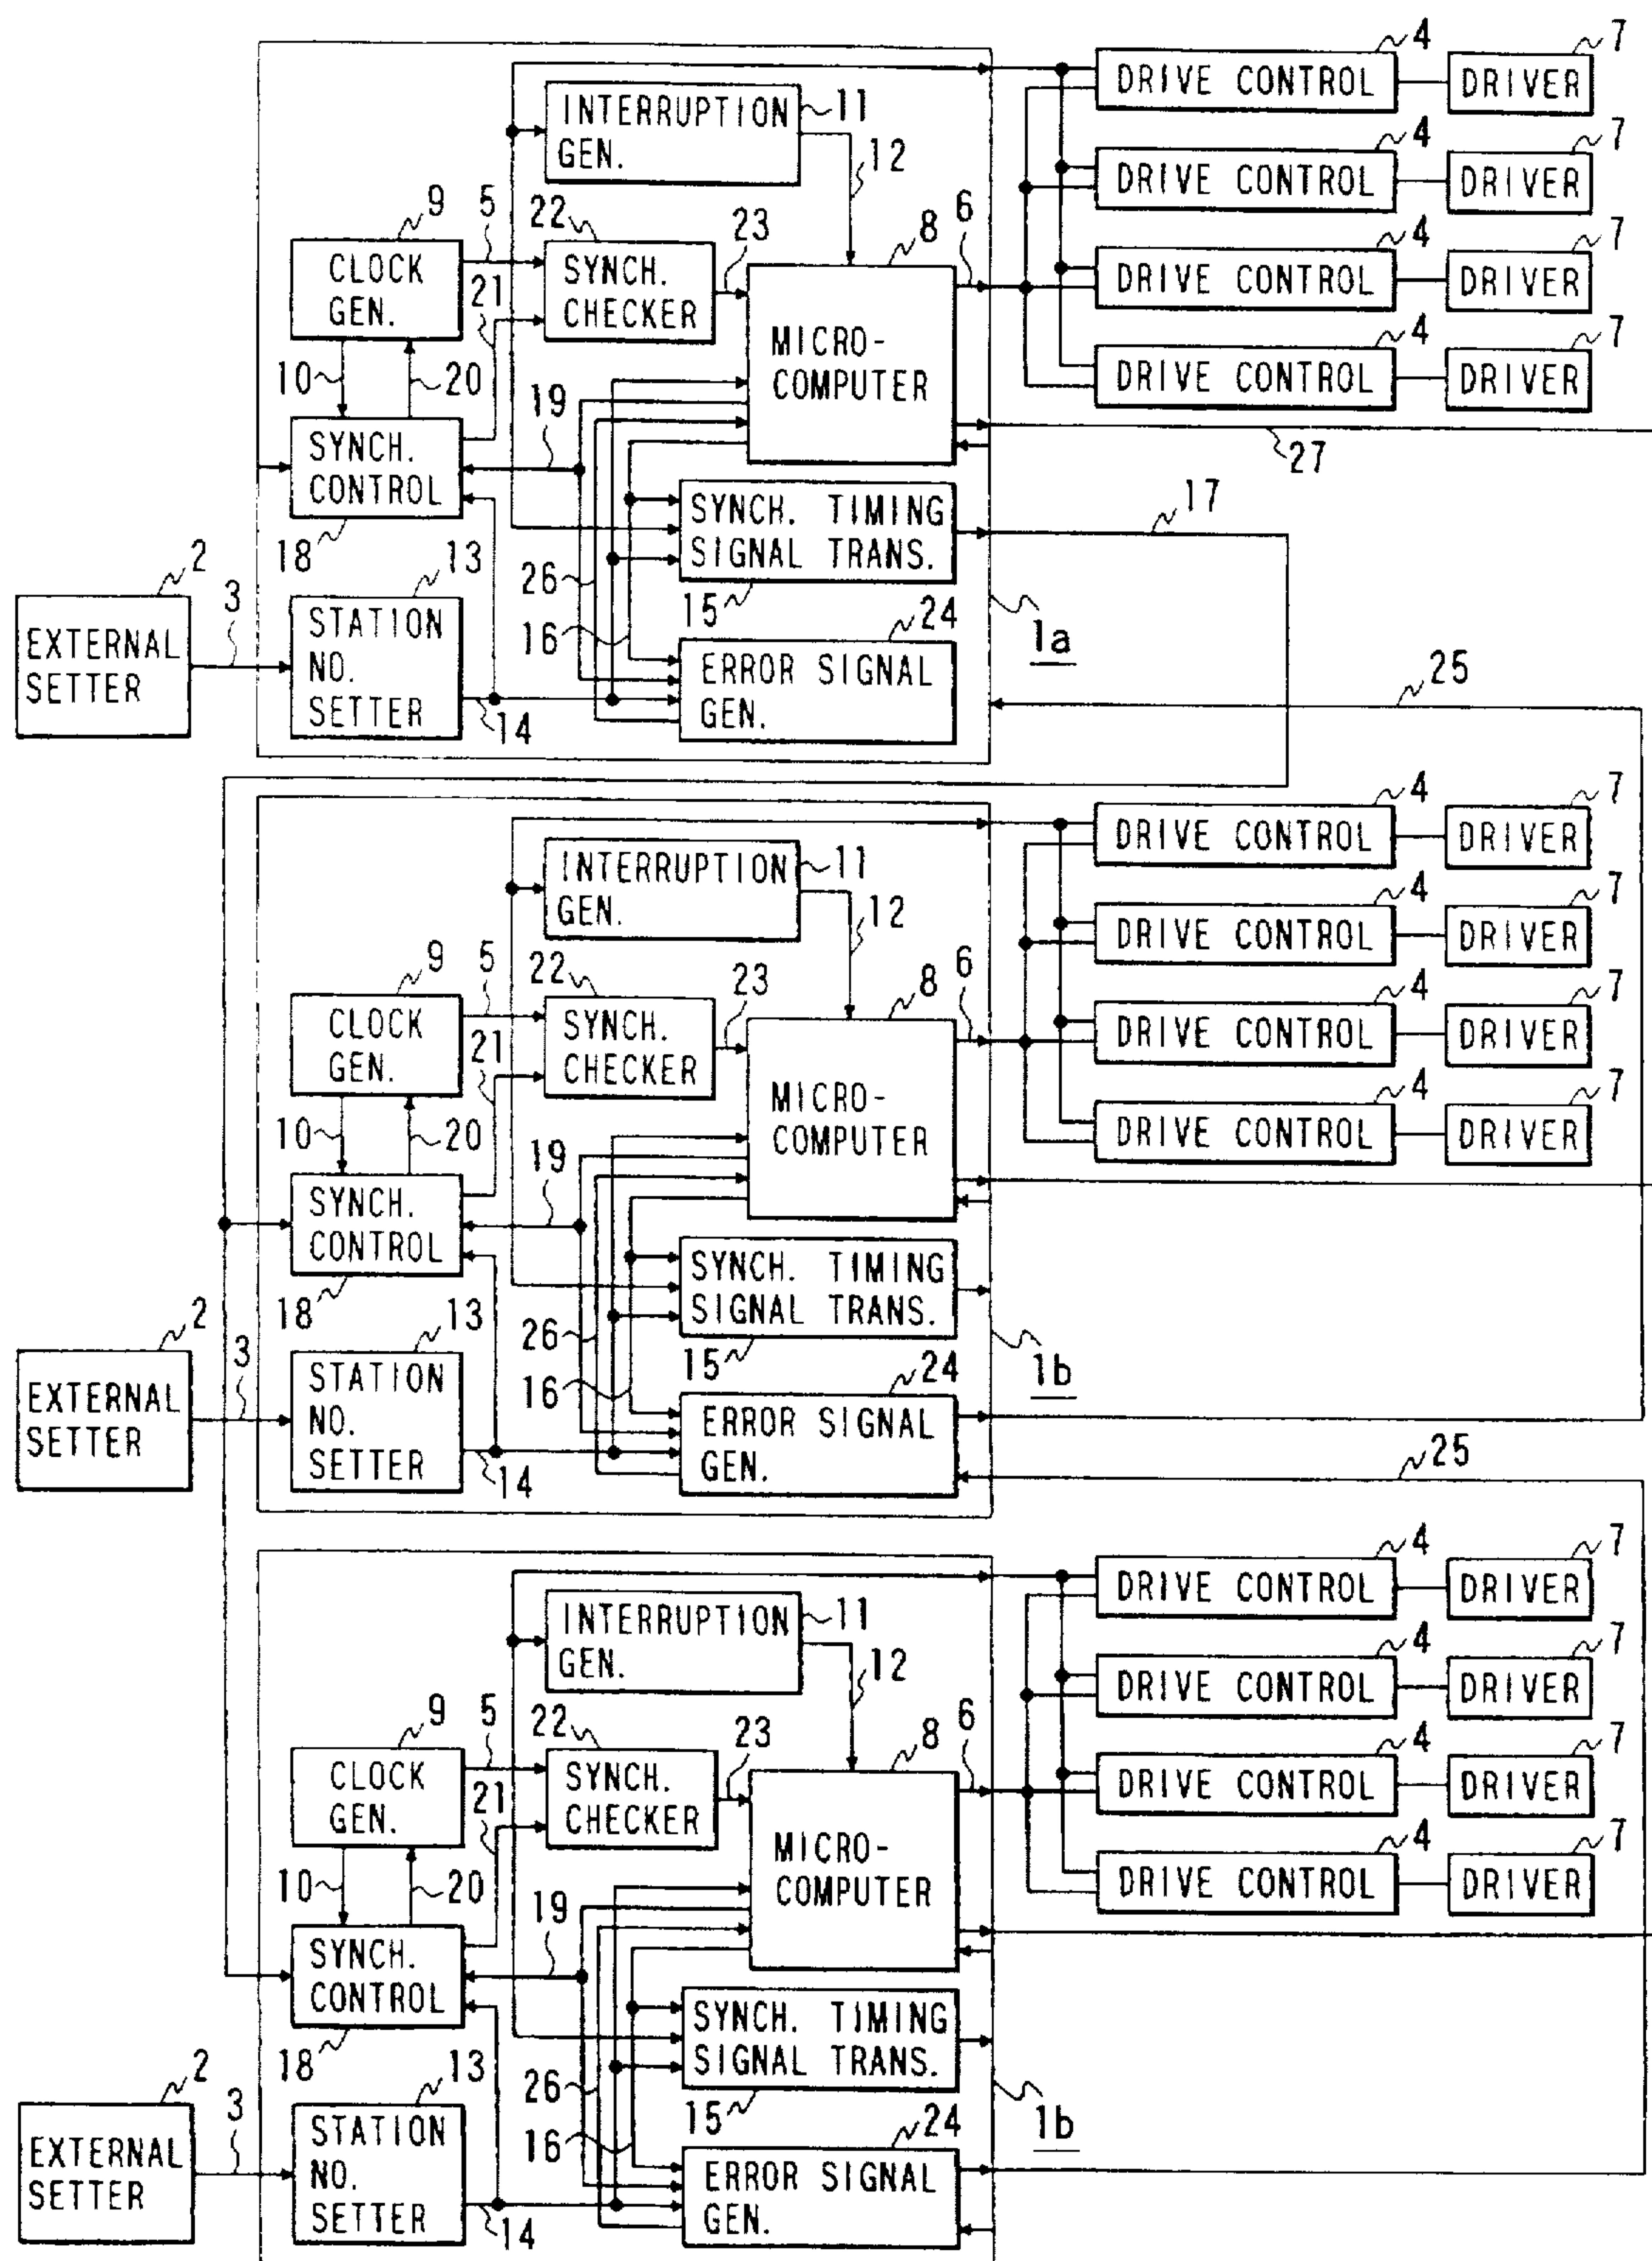 4
7
DRIVE CONTROL
DRIVER
INTERRUPTION
GEN.
11
12
4
7
DRIVE CONTROL
DRIVER
9
5
22
23
8
6
4
7
CLOCK
GEN.
SYNCH.
CHECKER
DRIVE CONTROL
DRIVER
21
MICRO-
COMPUTER
4
7
DRIVE CONTROL
DRIVER
10
20
19
SYNCH.
CONTROL
27
18
SYNCH. TIMING
SIGNAL TRANS.
17
2
3
13
26
15
24
1a
EXTERNAL
SETTER
STATION
NO.
SETTER
16
ERROR SIGNAL
GEN.
14
25
4
7
DRIVE CONTROL
DRIVER
INTERRUPTION
GEN.
11
12
4
7
DRIVE CONTROL
DRIVER
9
5
22
23
8
6
4
7
CLOCK
GEN.
SYNCH.
CHECKER
DRIVE CONTROL
DRIVER
21
MICRO-
COMPUTER
4
7
DRIVE CONTROL
DRIVER
10
20
19
SYNCH.
CONTROL
18
SYNCH. TIMING
SIGNAL TRANS.
2
3
13
26
15
24
1b
EXTERNAL
SETTER
STATION
NO.
SETTER
16
ERROR SIGNAL
GEN.
14
25
4
7
DRIVE CONTROL
DRIVER
INTERRUPTION
GEN.
11
12
4
7
DRIVE CONTROL
DRIVER
9
5
22
23
8
6
4
7
CLOCK
GEN.
SYNCH.
CHECKER
DRIVE CONTROL
DRIVER
21
MICRO-
COMPUTER
4
7
DRIVE CONTROL
DRIVER
10
20
19
SYNCH.
CONTROL
18
SYNCH. TIMING
SIGNAL TRANS.
2
3
13
26
15
24
1b
EXTERNAL
SETTER
STATION
NO.
SETTER
16
ERROR SIGNAL
GEN.
14